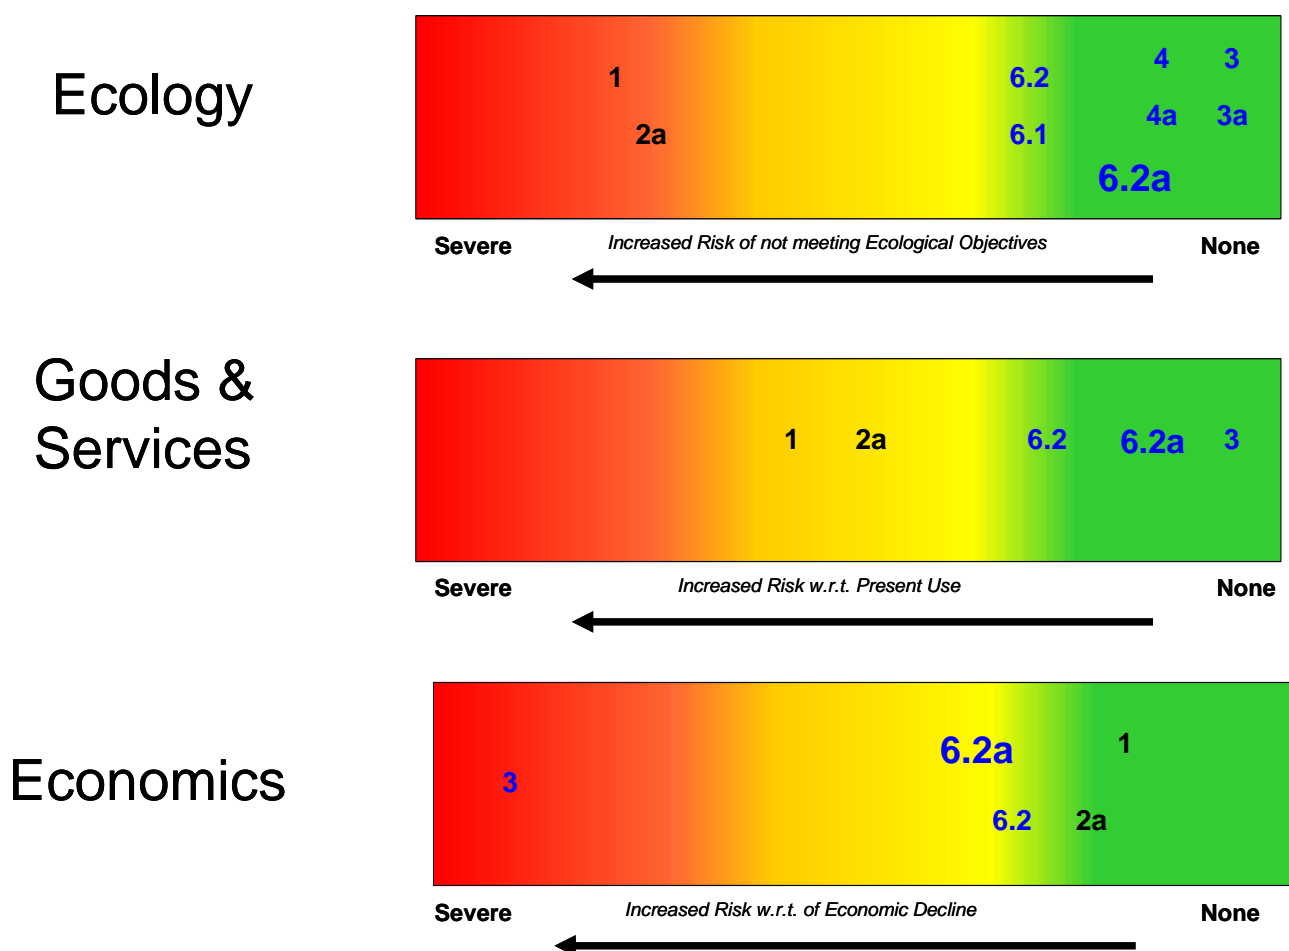 Ecology
1
6.2
4
3
2a
6.1
4a
3a
6.2a
Severe
Increased Risk of not meeting Ecological Objectives
None
Goods &
Services
1
2a
6.2
6.2a
3
Severe
Increased Risk w.r.t. Present Use
None
Economics
6.2a
1
3
6.2
2a
Severe
Increased Risk w.r.t. of Economic Decline
None